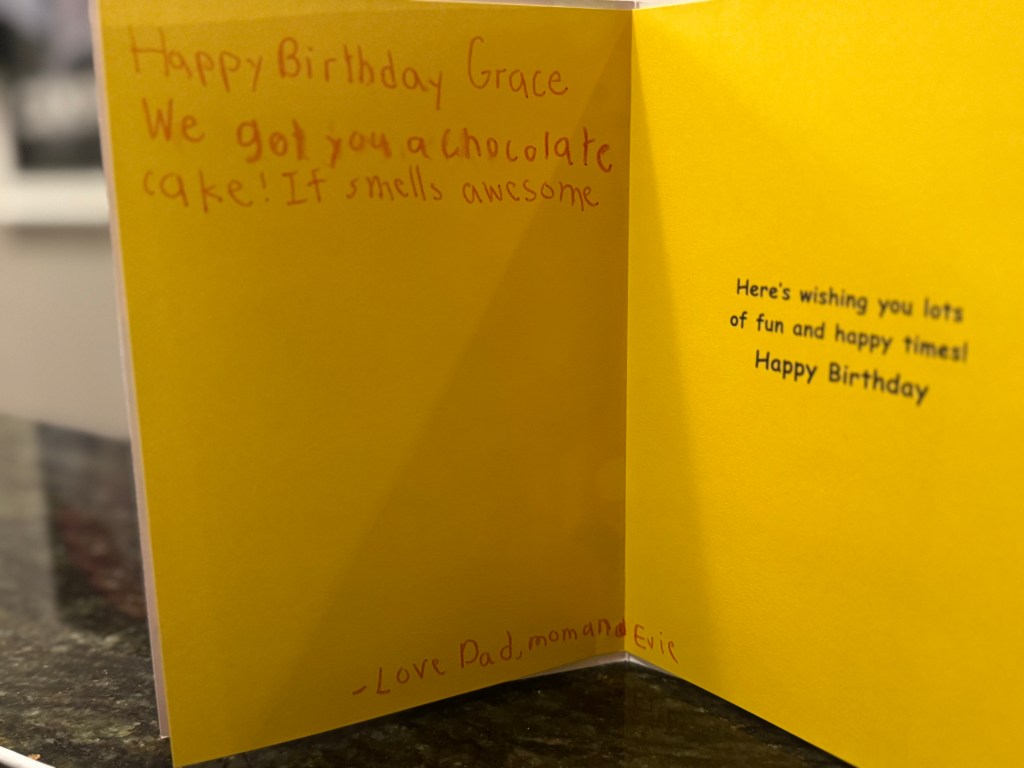 Happy Birthday Grace
We got you a chocolate
cake! It smells awesome
-Love Dad, mom and Evie
Here's wishing you lots
of fun and happy times!
Happy Birthday